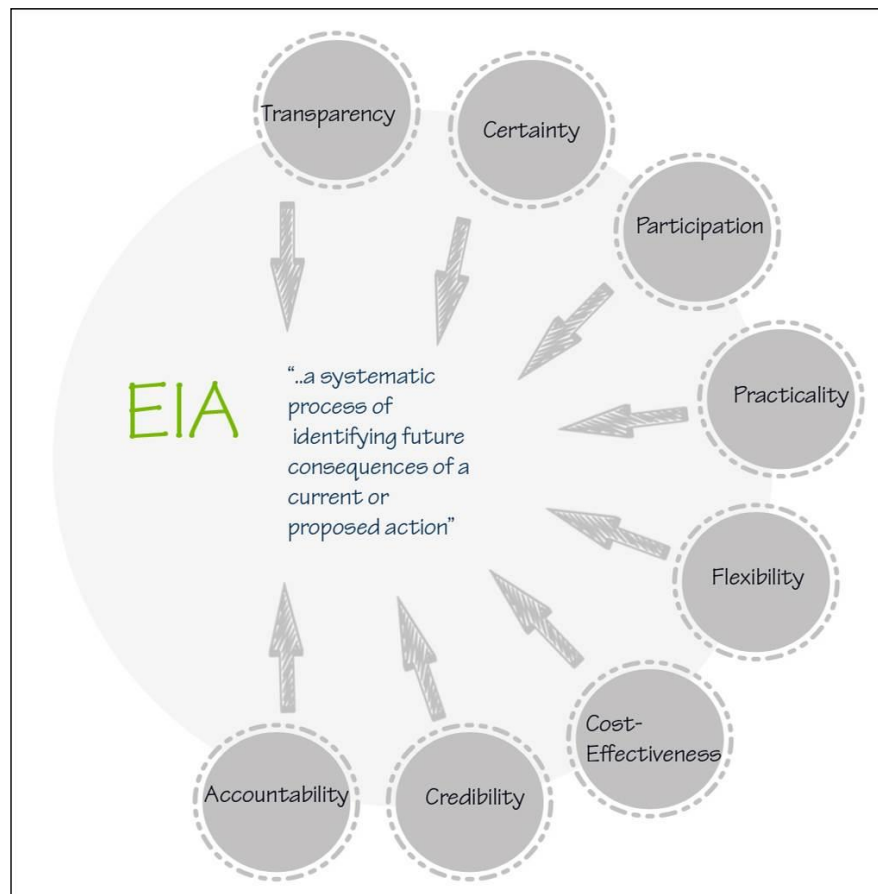 Transparency
Certainty
Participation
Practicality
EIA
“..a systematic
process of
identifying future
consequences of a
current or
proposed action”
Flexibility
Cost-
Effectiveness
Accountability
Credibility